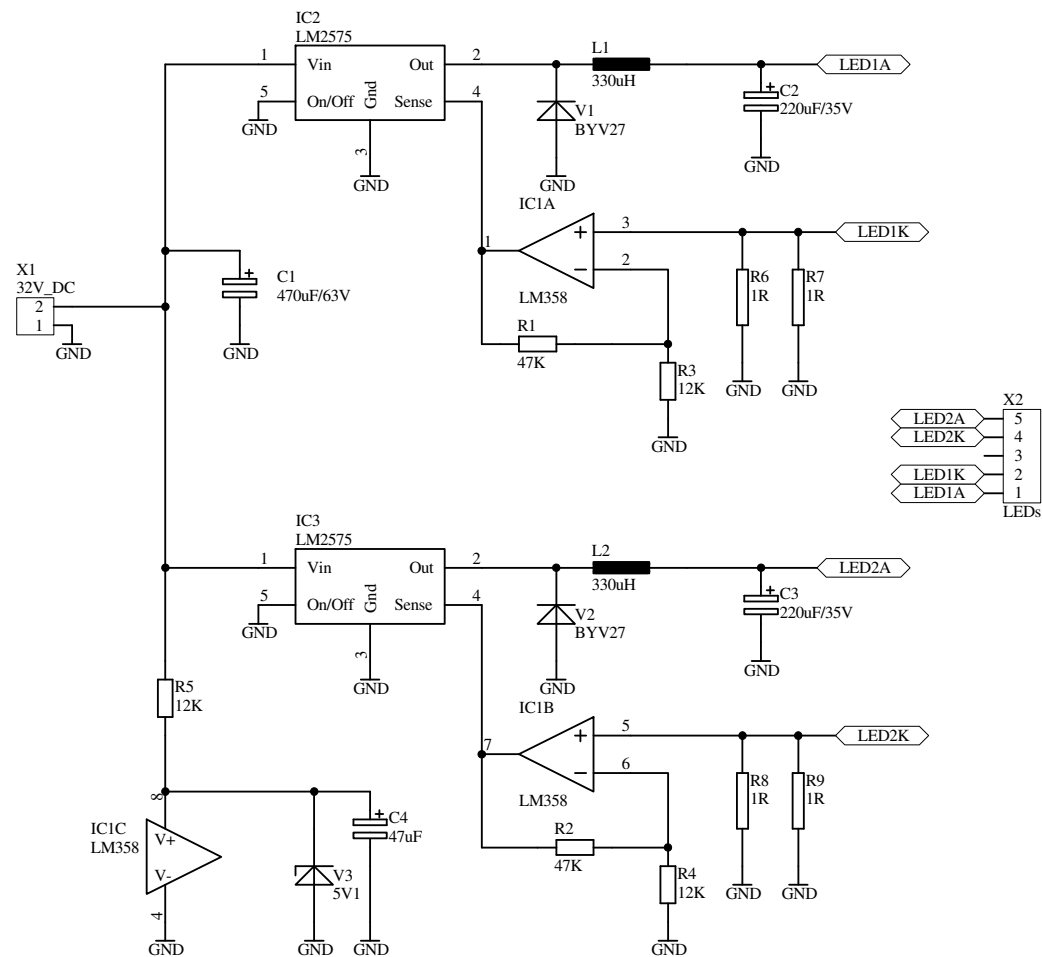 IC2
LM2575
1 Vin Out 2
5 On/Off Gnd Sense 4
3
GND
GND
L1
330uH
LED1A
V1
BYV27
GND
C2
220uF/35V
GND
IC1A
1 + 3
− 2
LM358
LED1K
R6
1R
R7
1R
GND
GND
X1
32V_DC
2
1
GND
C1
470uF/63V
GND
R1
47K
R3
12K
GND
X2
LED2A 5
LED2K 4
3
LED1K 2
LED1A 1
LEDs
IC3
LM2575
1 Vin Out 2
5 On/Off Gnd Sense 4
3
GND
GND
L2
330uH
LED2A
V2
BYV27
GND
C3
220uF/35V
GND
R5
12K
IC1B
7 + 5
− 6
LM358
LED2K
R8
1R
R9
1R
GND
GND
R2
47K
R4
12K
GND
8
IC1C
LM358
V+
V-
4
GND
V3
5V1
GND
C4
47uF
GND